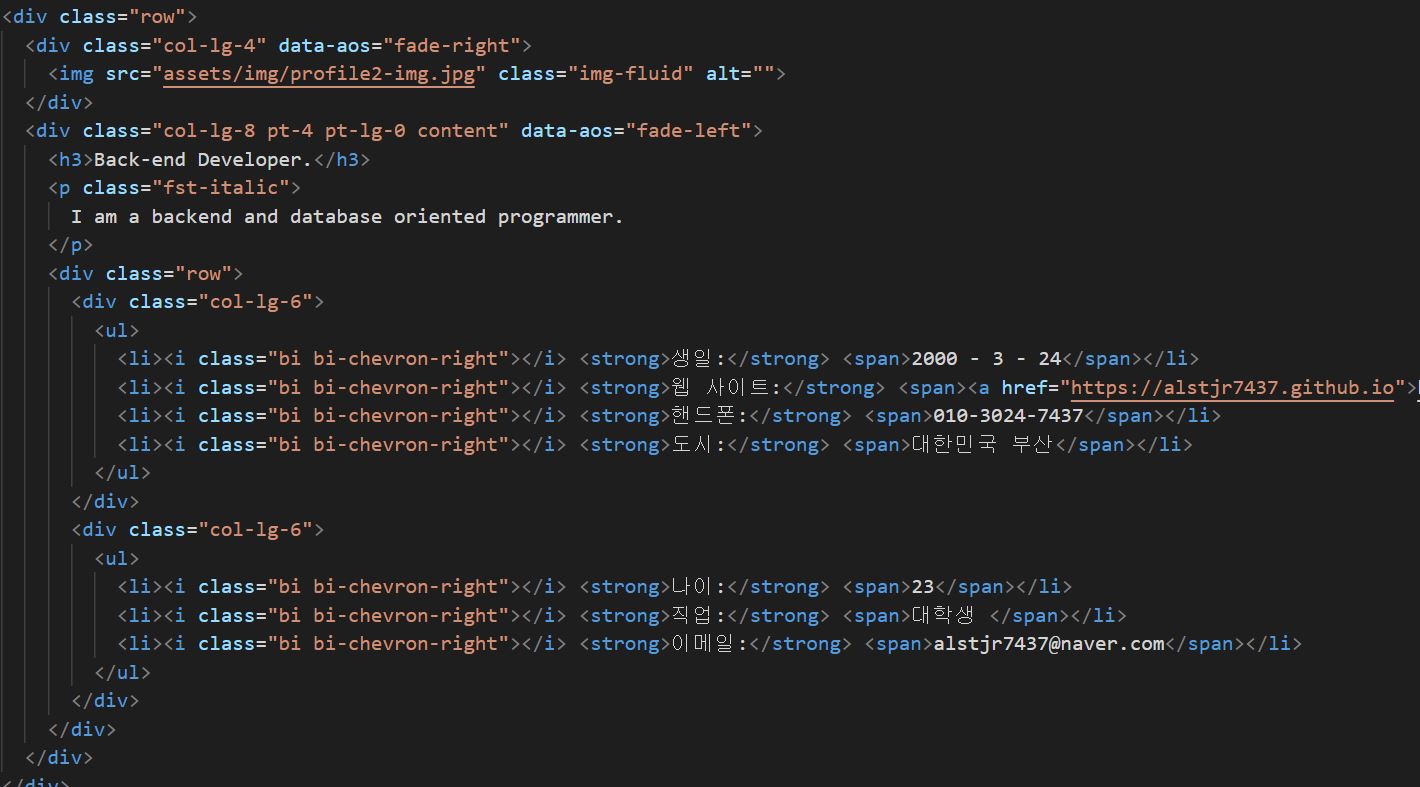 <div class="row">
<div class="col-lg-4" data-aos="fade-right">
<img src="assets/img/profile2-img.jpg" class="img-fluid" alt="">
</div>
<div class="col-lg-8 pt-4 pt-lg-0 content" data-aos="fade-left">
<h3>Back-end Developer.</h3>
<p class="fst-italic">
I am a backend and database oriented programmer.
</p>
<div class="row">
<div class="col-lg-6">
<ul>
<li><i class="bi bi-chevron-right"></i> <strong>생일:</strong> <span>2000 - 3 - 24</span></li>
<li><i class="bi bi-chevron-right"></i> <strong>웹 사이트:</strong> <span><a href="https://alstjr7437.github.io">
<li><i class="bi bi-chevron-right"></i> <strong>핸드폰:</strong> <span>010-3024-7437</span></li>
<li><i class="bi bi-chevron-right"></i> <strong>도시:</strong> <span>대한민국 부산</span></li>
</ul>
</div>
<div class="col-lg-6">
<ul>
<li><i class="bi bi-chevron-right"></i> <strong>나이:</strong> <span>23</span></li>
<li><i class="bi bi-chevron-right"></i> <strong>직업:</strong> <span>대학생 </span></li>
<li><i class="bi bi-chevron-right"></i> <strong>이메일:</strong> <span>alstjr7437@naver.com</span></li>
</ul>
</div>
</div>
</div>
</div>